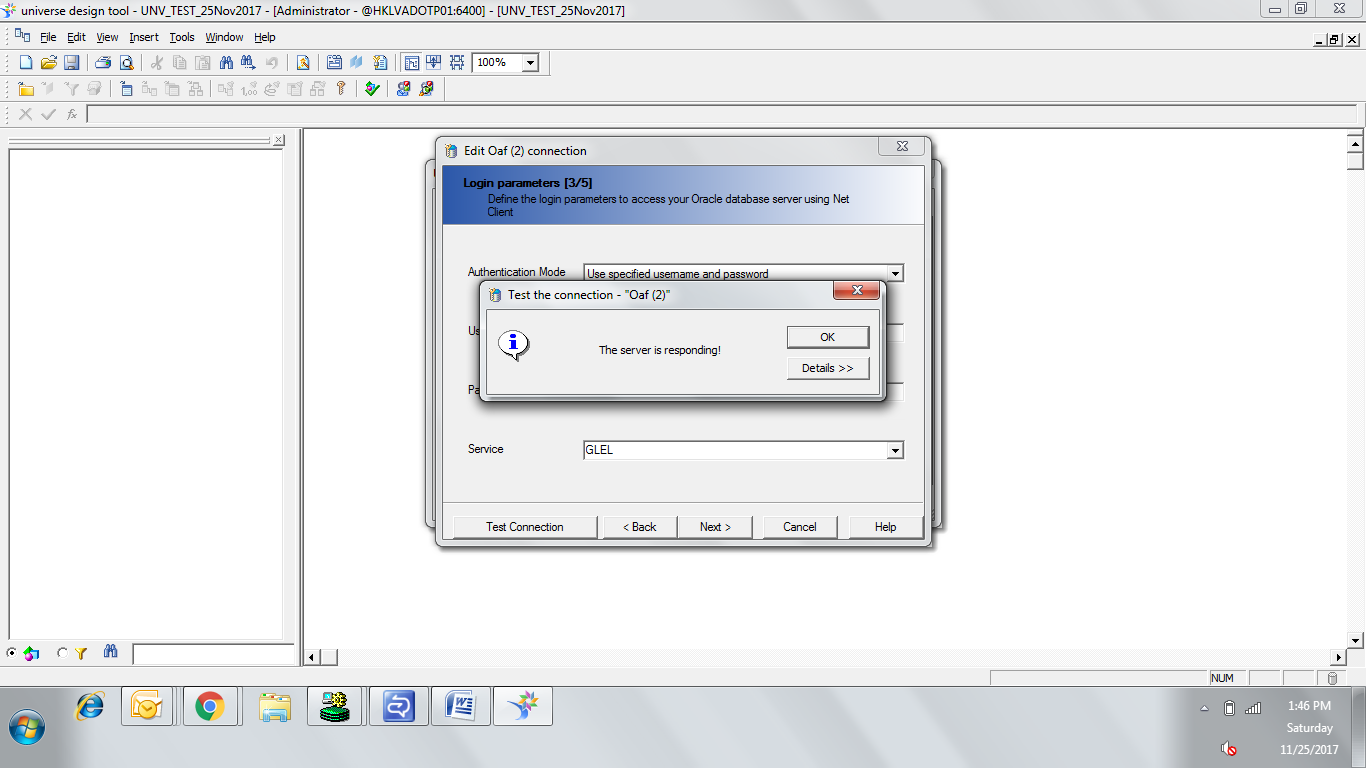 universe design tool - UNV_TEST_25Nov2017 - [Administrator - @HKLVADOTP01:6400] - [UNV_TEST_25Nov2017]
File Edit View Insert Tools Window Help
100%
Edit Oaf (2) connection
Login parameters [3/5]
Define the login parameters to access your Oracle database server using Net
Client
Authentication Mode
Use specified username and password
Test the connection - "Oaf (2)"
Us
The server is responding!
OK
Details >>
Pa
Service
GLEL
Test Connection
< Back
Next >
Cancel
Help
NUM
1:46 PM
Saturday
11/25/2017